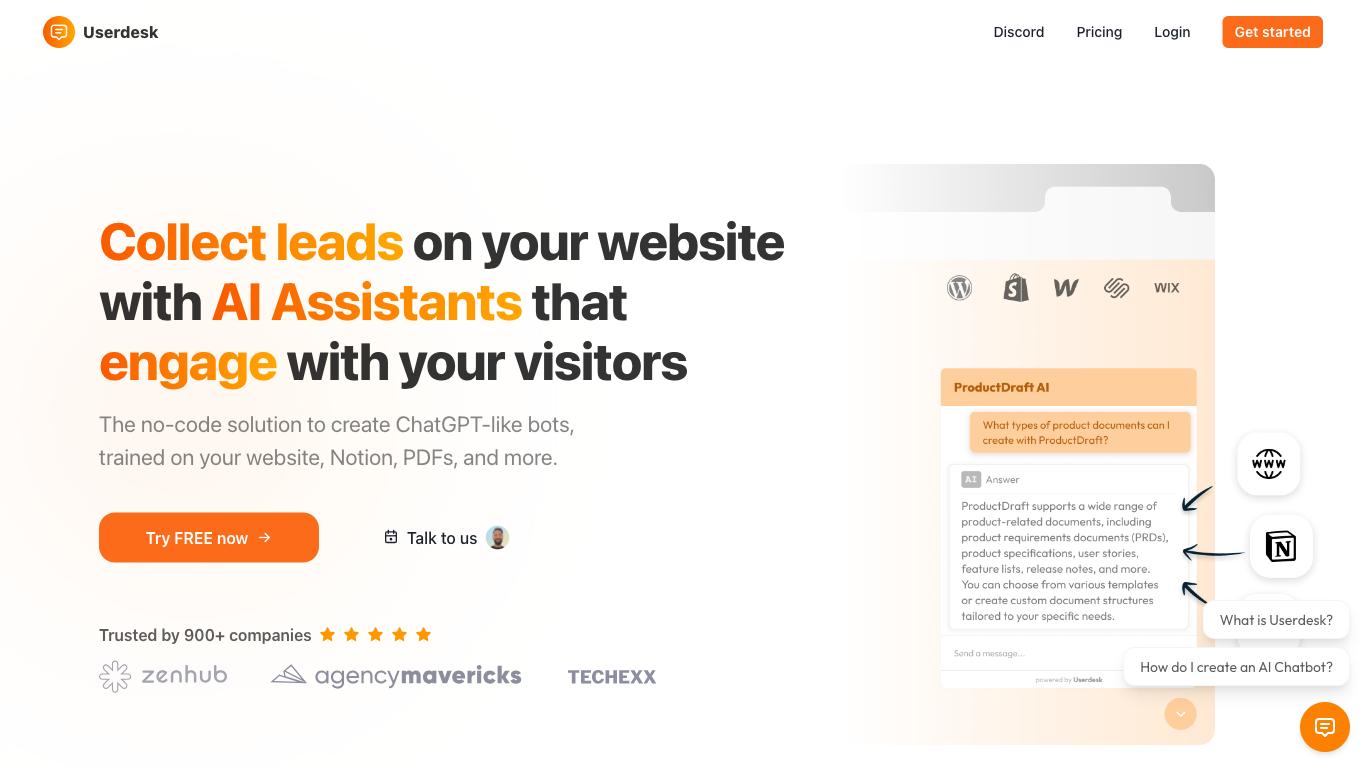 Userdesk
Discord
Pricing
Login
Get started
Collect leads on your website
with AI Assistants that
engage with your visitors
The no-code solution to create ChatGPT-like bots,
trained on your website, Notion, PDFs, and more.
Try FREE now
Talk to us
Trusted by 900+ companies
zenhub
agencymavericks
TECHEXX
WIX
ProductDraft AI
What types of product documents can I
create with ProductDraft?
AI Answer
ProductDraft supports a wide range of
product-related documents, including
product requirements documents (PRDs),
product specifications, user stories,
feature lists, release notes, and more.
You can choose from various templates
or create custom document structures
tailored to your specific needs.
Send a message...
powered by Userdesk
WWW
What is Userdesk?
How do I create an AI Chatbot?